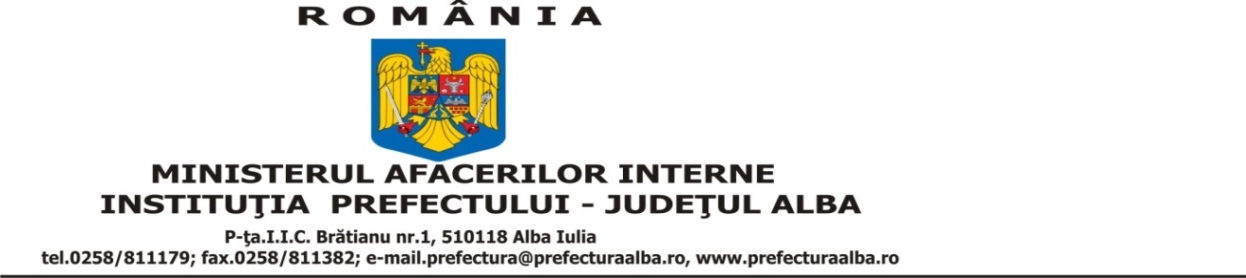 R O M Â N I A
MINISTERUL AFACERILOR INTERNE
INSTITUŢIA PREFECTULUI - JUDEŢUL ALBA
P-ţa.I.I.C. Brătianu nr.1, 510118 Alba Iulia
tel.0258/811179; fax.0258/811382; e-mail.prefectura@prefecturaalba.ro, www.prefecturaalba.ro